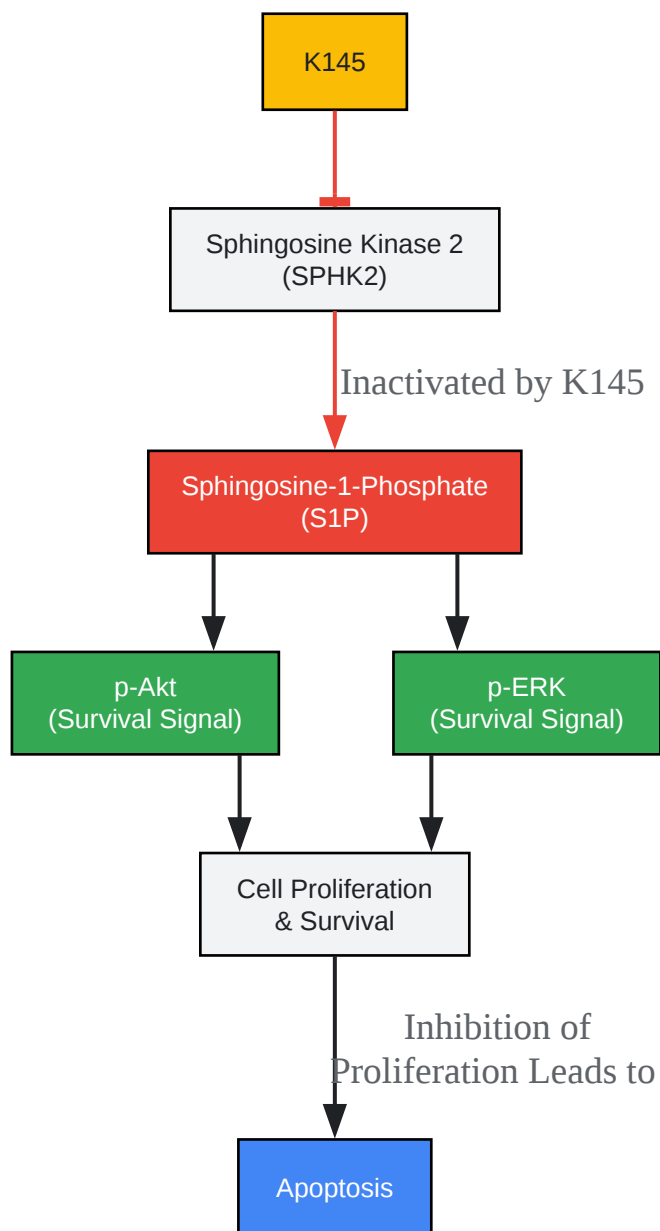 K145
Sphingosine Kinase 2
(SPHK2)
Inactivated by K145
Sphingosine-1-Phosphate
(S1P)
p-Akt
(Survival Signal)
p-ERK
(Survival Signal)
Cell Proliferation
& Survival
Inhibition of
Proliferation Leads to
Apoptosis